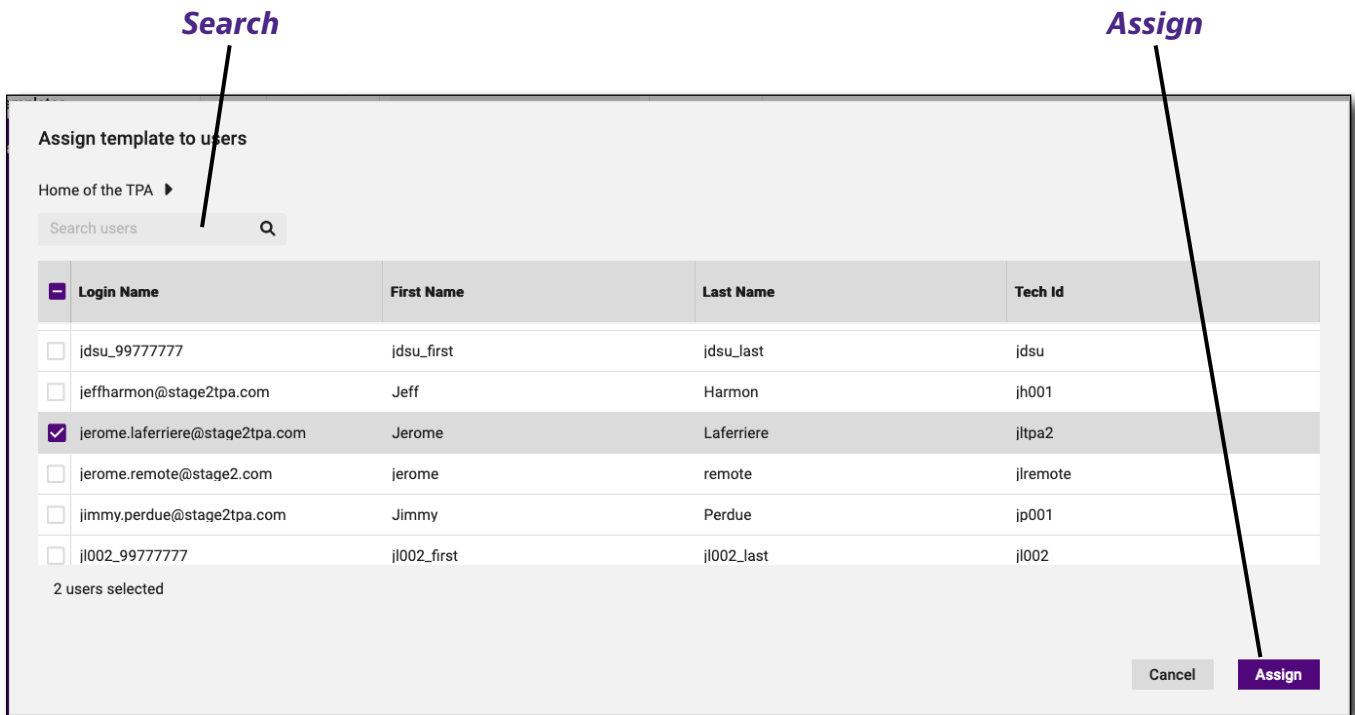 Search Assign
Assign template to users
Home of the TPA
Search users
Login Name First Name Last Name Tech Id
jdsu_99777777 jdsu_first jdsu_last jdsu
jeffharmon@stage2tpa.com Jeff Harmon jh001
jerome.laferriere@stage2tpa.com Jerome Laferriere jltpa2
jerome.remote@stage2.com jerome remote jlremote
jimmy.perdue@stage2tpa.com Jimmy Perdue jp001
jl002_99777777 jl002_first jl002_last jl002
2 users selected
Cancel Assign